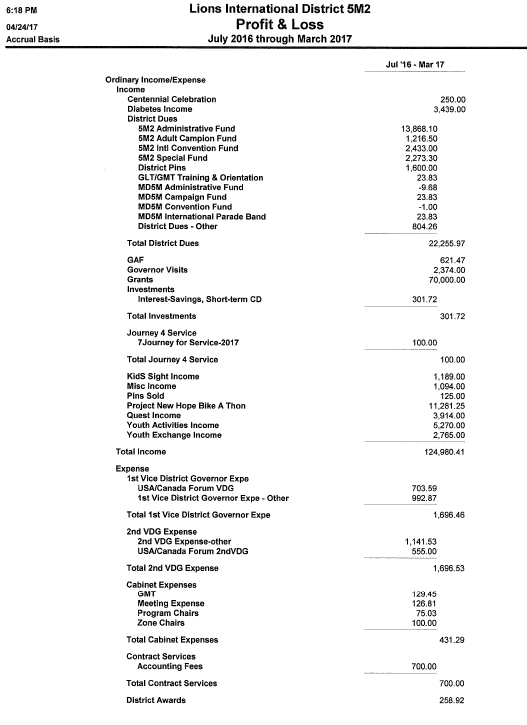 6:18 PM
Lions International District 5M2
04/24/17
Profit & Loss
Accrual Basis
July 2016 through March 2017
Jul '16 - Mar 17
Ordinary Income/Expense
Income
Centennial Celebration 250.00
Diabetes Income 3,439.00
District Dues
5M2 Administrative Fund 13,868.10
5M2 Adult Campion Fund 1,216.50
5M2 Intl Convention Fund 2,433.00
5M2 Special Fund 2,273.30
District Pins 1,600.00
GLT/GMT Training & Orientation 23.83
MD5M Administrative Fund -9.68
MD5M Campaign Fund 23.83
MD5M Convention Fund -1.00
MD5M International Parade Band 23.83
District Dues - Other 804.26
Total District Dues 22,255.97
GAF 621.47
Governor Visits 2,374.00
Grants 70,000.00
Investments
Interest-Savings, Short-term CD 301.72
Total Investments 301.72
Journey 4 Service
7Journey for Service-2017 100.00
Total Journey 4 Service 100.00
KidS Sight Income 1,189.00
Misc Income 1,094.00
Pins Sold 125.00
Project New Hope Bike A Thon 11,281.25
Quest Income 3,914.00
Youth Activities Income 5,270.00
Youth Exchange Income 2,765.00
Total Income 124,980.41
Expense
1st Vice District Governor Expe
USA/Canada Forum VDG 703.59
1st Vice District Governor Expe - Other 992.87
Total 1st Vice District Governor Expe 1,696.46
2nd VDG Expense
2nd VDG Expense-other 1,141.53
USA/Canada Forum 2ndVDG 555.00
Total 2nd VDG Expense 1,696.53
Cabinet Expenses
GMT 129.45
Meeting Expense 126.81
Program Chairs 75.03
Zone Chairs 100.00
Total Cabinet Expenses 431.29
Contract Services
Accounting Fees 700.00
Total Contract Services 700.00
District Awards 258.92